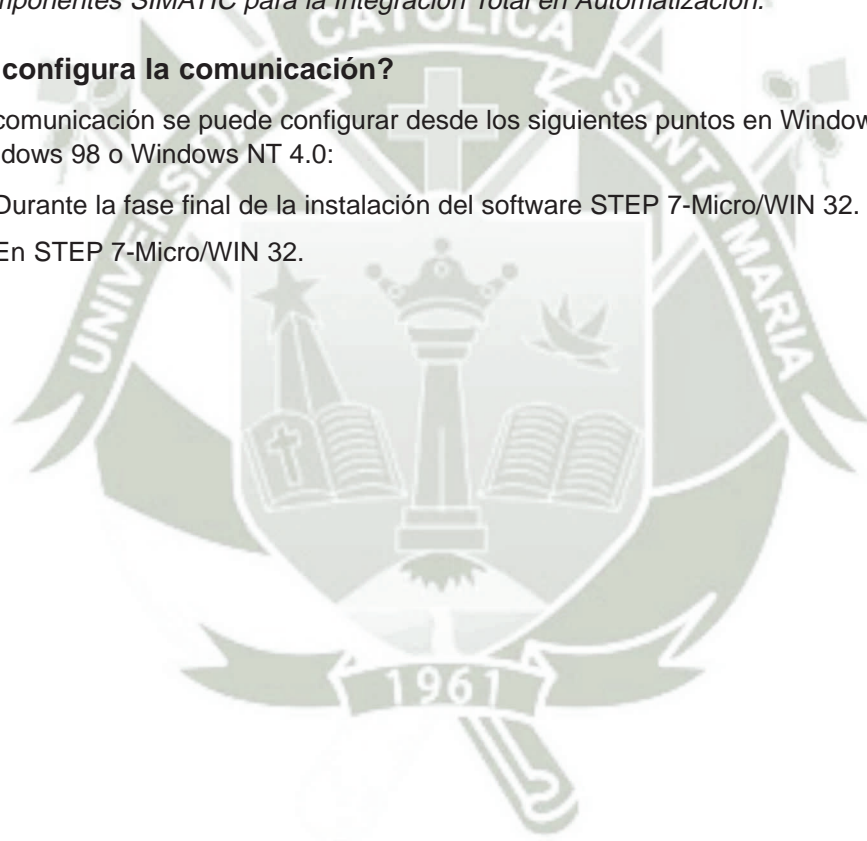 mponentes SIMATIC para la Integración Total en Automatización.
configura la comunicación?
comunicación se puede configurar desde los siguientes puntos en Window
dows 98 o Windows NT 4.0:
Durante la fase final de la instalación del software STEP 7-Micro/WIN 32.
En STEP 7-Micro/WIN 32.
UNIVERSIDAD CATOLICA SANTA MARIA
1961